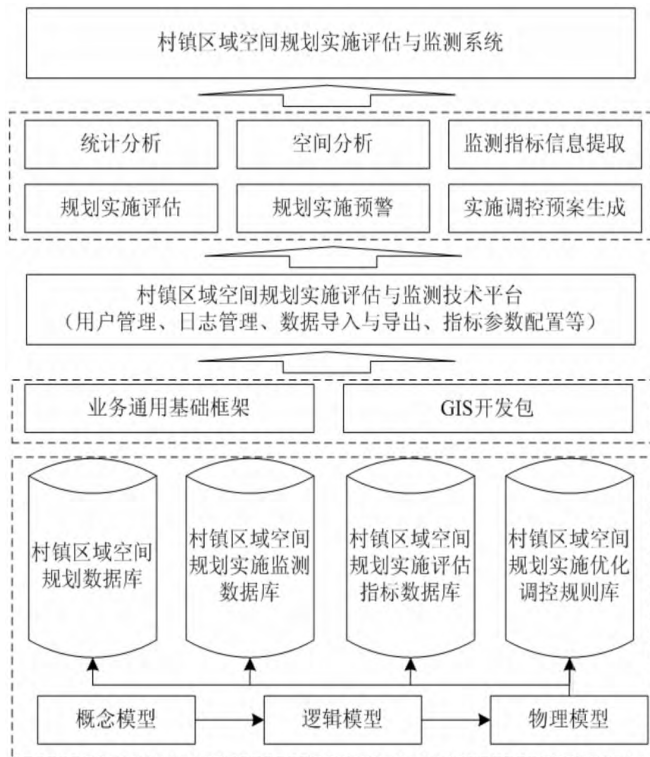 村镇区域空间规划实施评估与监测系统
统计分析
空间分析
监测指标信息提取
规划实施评估
规划实施预警
实施调控预案生成
村镇区域空间规划实施评估与监测技术平台
（用户管理、日志管理、数据导入与导出、指标参数配置等）
业务通用基础框架
GIS开发包
村镇区域空间
规划数据库
村镇区域空间
规划实施监测
数据库
村镇区域空间
规划实施评估
指标数据库
村镇区域空间
规划实施优化
调控规则库
概念模型
逻辑模型
物理模型